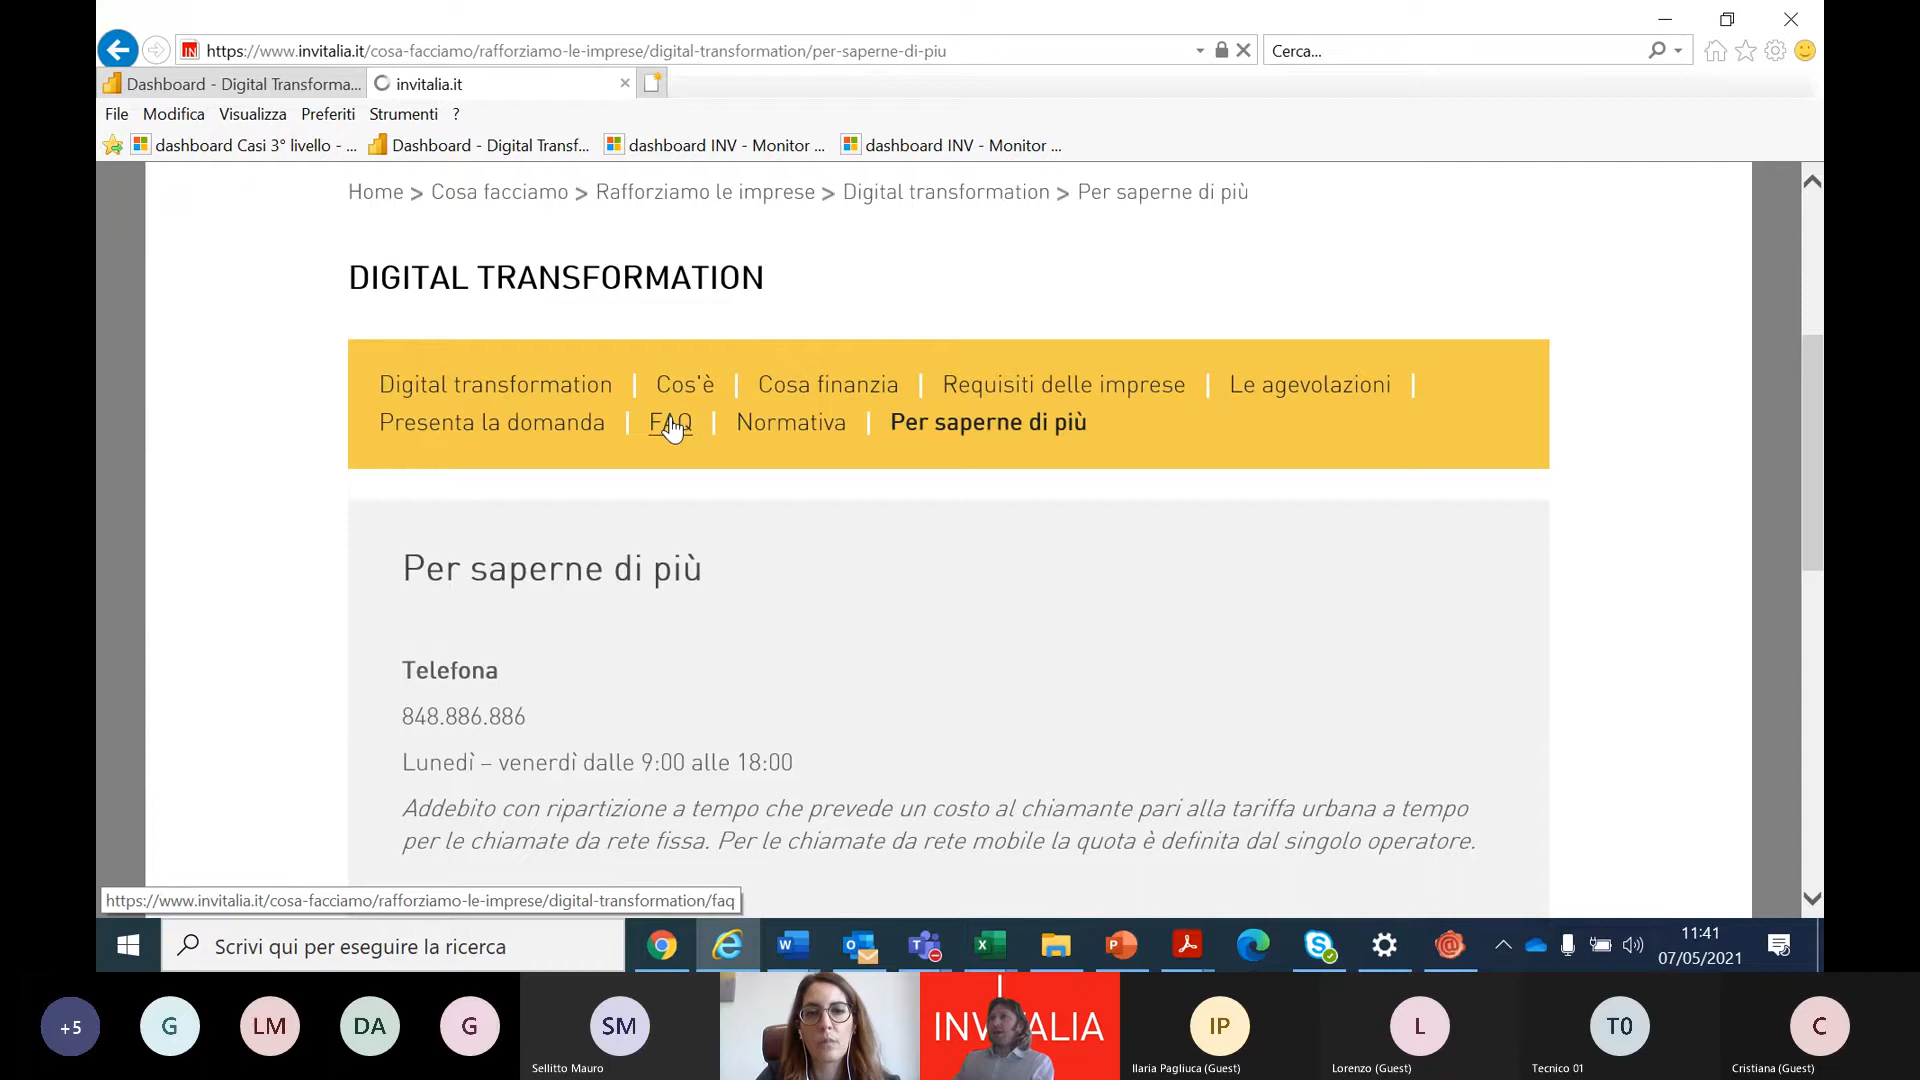 https://www.invitalia.it/cosa-facciamo/rafforziamo-le-imprese/digital-transformation/per-saperne-di-piu
Cerca...
Dashboard - Digital Transforma...
invitalia.it
File Modifica Visualizza Preferiti Strumenti ?
dashboard Casi 3° livello - ... Dashboard - Digital Transf... dashboard INV - Monitor ... dashboard INV - Monitor ...
Home > Cosa facciamo > Rafforziamo le imprese > Digital transformation > Per saperne di più
DIGITAL TRANSFORMATION
Digital transformation | Cos'è | Cosa finanzia | Requisiti delle imprese | Le agevolazioni |
Presenta la domanda | FAQ | Normativa | Per saperne di più
Per saperne di più
Telefona
848.886.886
Lunedì – venerdì dalle 9:00 alle 18:00
Addebito con ripartizione a tempo che prevede un costo al chiamante pari alla tariffa urbana a tempo
per le chiamate da rete fissa. Per le chiamate da rete mobile la quota è definita dal singolo operatore.
https://www.invitalia.it/cosa-facciamo/rafforziamo-le-imprese/digital-transformation/faq
Scrivi qui per eseguire la ricerca
11:41
07/05/2021
+5 G LM DA G SM INVITALIA IP L T0 C
Sellitto Mauro
Ilaria Pagliuca (Guest)
Lorenzo (Guest)
Tecnico 01
Cristiana (Guest)